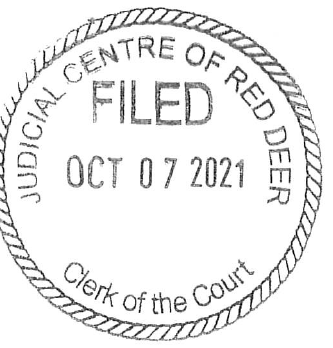 JUDICIAL CENTRE OF RED DEER
FILED
OCT 07 2021
Clerk of the Court